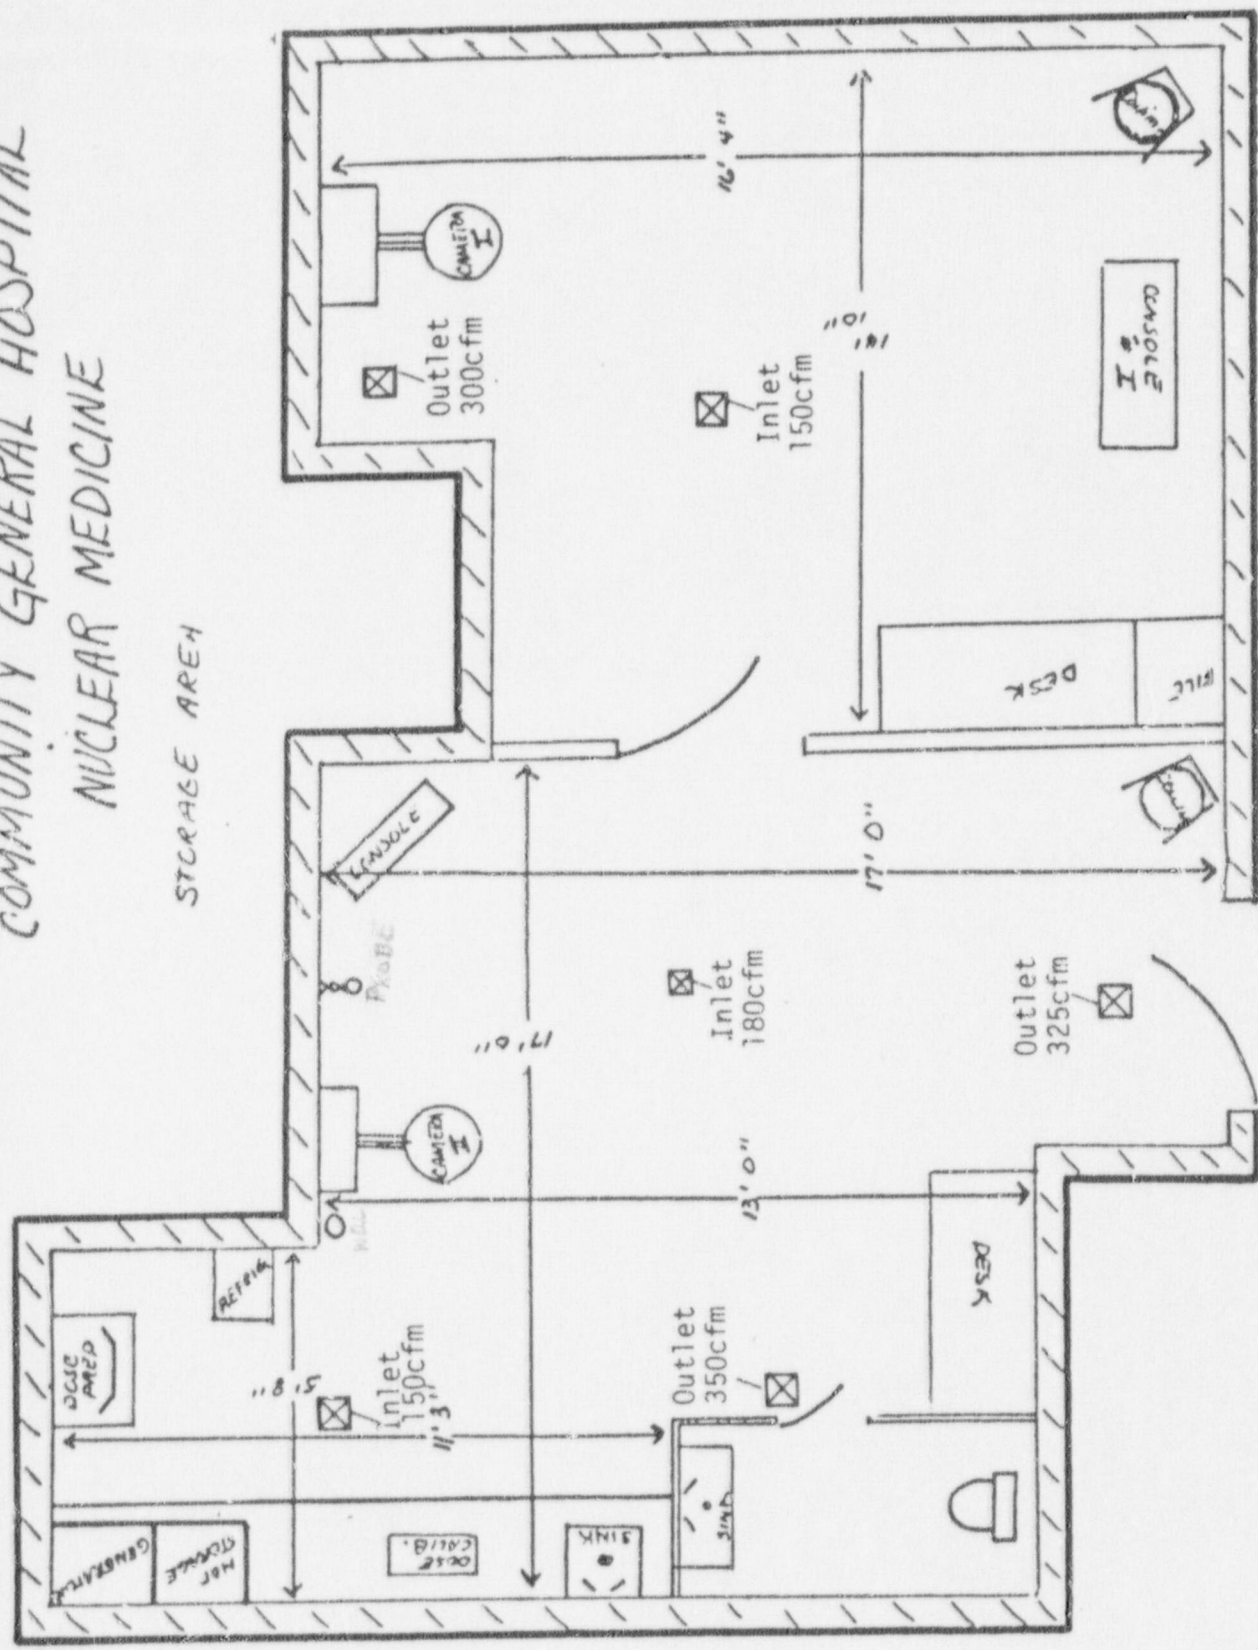 COMMUNITY GENERAL HOSPITAL
NUCLEAR MEDICINE
STORAGE AREA
DOSE
PREP
REFRIG
GENERATOR
HOT
STORAGE
5' 8"
Inlet
150cfm
11' 3"
DOSE
CALIB.
SINK
SINK
Outlet
350cfm
DESK
13' 0"
CAMERA
II
17' 0"
PROBE
CONSOLE
Inlet
180cfm
Outlet
325cfm
17' 0"
DESK
FILE
CAMERA
I
Outlet
300cfm
Inlet
150cfm
16' 4"
CONSOLE
# I